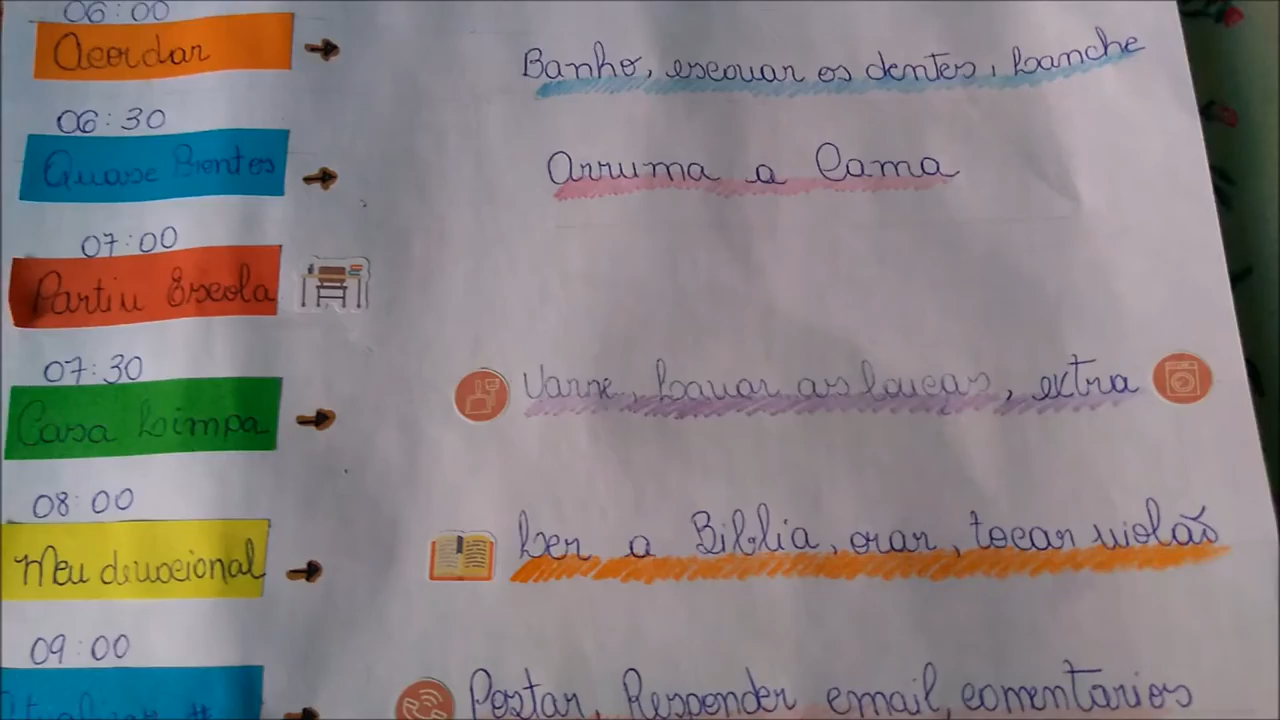 06:00
Acordar
Banho, escovar os dentes, Lanche
06:30
Quase Prontos
Arruma a Cama
07:00
Partiu Escola
07:30
Casa Limpa
Varre, Lavar as louças, extra
08:00
Meu devocional
Ler a Bíblia, orar, tocar violão
09:00
Postar, Responder email, comentarios